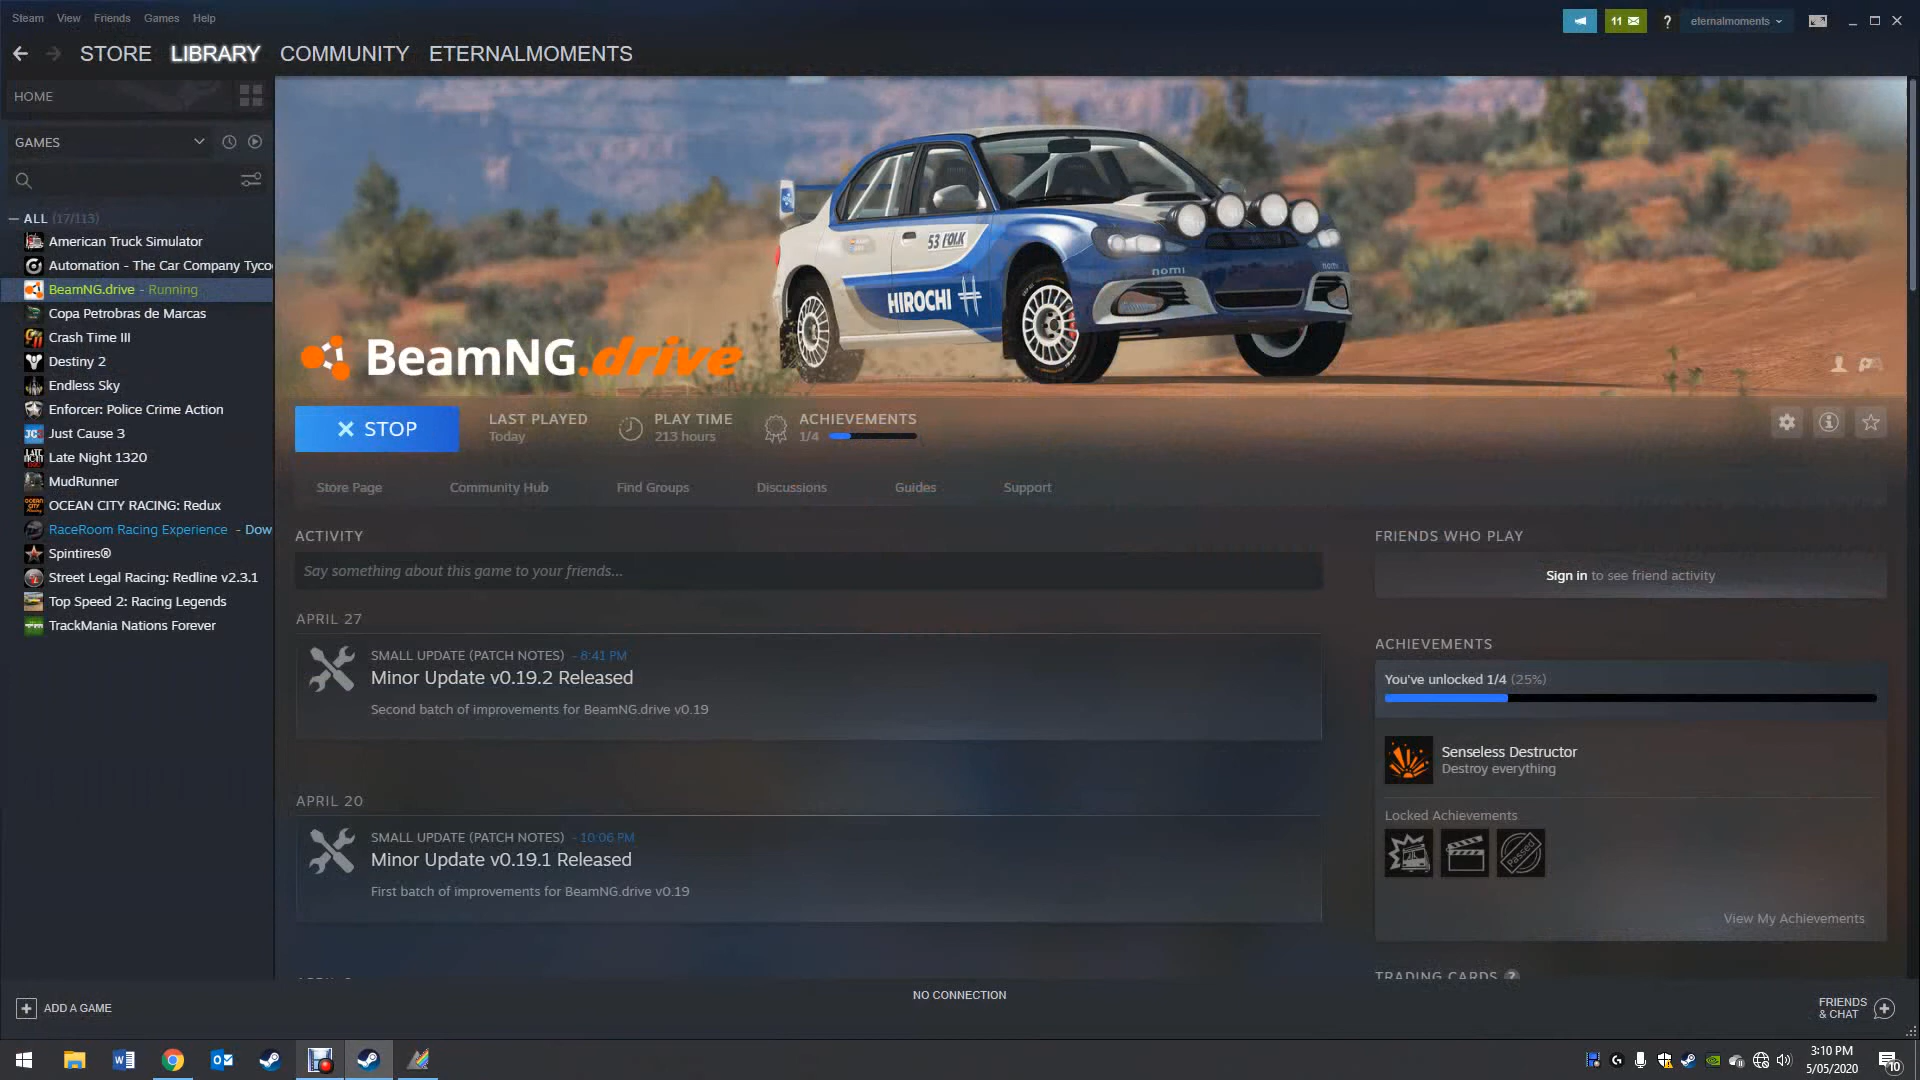 Steam View Friends Games Help
11
?
eternalmoments
STORE LIBRARY COMMUNITY ETERNALMOMENTS
HOME
GAMES
ALL (17/113)
American Truck Simulator
Automation - The Car Company Tyco
BeamNG.drive - Running
Copa Petrobras de Marcas
Crash Time III
Destiny 2
Endless Sky
Enforcer: Police Crime Action
Just Cause 3
Late Night 1320
MudRunner
OCEAN CITY RACING: Redux
RaceRoom Racing Experience - Dow
Spintires®
Street Legal Racing: Redline v2.3.1
Top Speed 2: Racing Legends
TrackMania Nations Forever
53
HIROCHI
nomi
nomi
BeamNG.drive
STOP
LAST PLAYED
Today
PLAY TIME
213 hours
ACHIEVEMENTS
1/4
Store Page Community Hub Find Groups Discussions Guides Support
ACTIVITY
Say something about this game to your friends...
APRIL 27
SMALL UPDATE (PATCH NOTES) - 8:41 PM
Minor Update v0.19.2 Released
Second batch of improvements for BeamNG.drive v0.19
APRIL 20
SMALL UPDATE (PATCH NOTES) - 10:06 PM
Minor Update v0.19.1 Released
First batch of improvements for BeamNG.drive v0.19
FRIENDS WHO PLAY
Sign in to see friend activity
ACHIEVEMENTS
You've unlocked 1/4 (25%)
Senseless Destructor
Destroy everything
Locked Achievements
Passed
View My Achievements
TRADING CARDS ?
ADD A GAME
NO CONNECTION
FRIENDS
& CHAT
3:10 PM
5/05/2020
10